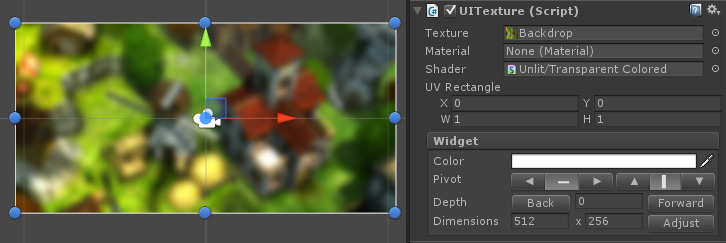 UITexture (Script)
Texture Backdrop
Material None (Material)
Shader Unlit/Transparent Colored
UV Rectangle
X 0 Y 0
W 1 H 1
Widget
Color
Pivot
Depth Back 0 Forward
Dimensions 512 x 256 Adjust